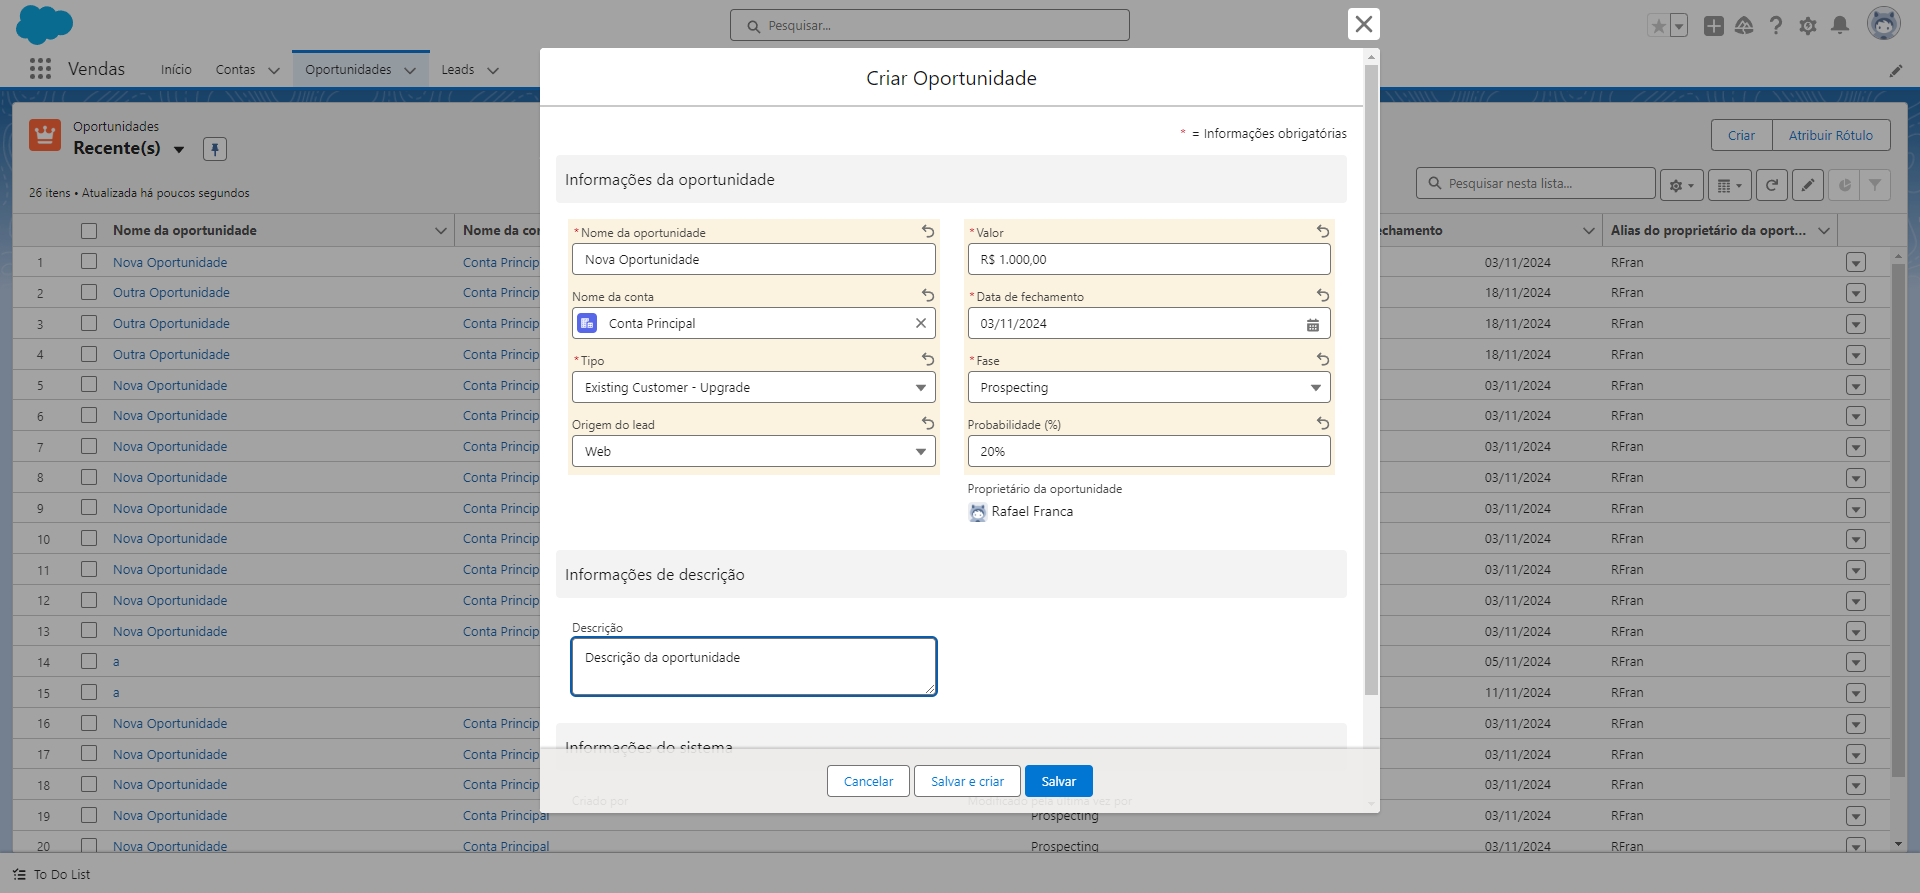 Pesquisar...
Vendas
Início
Contas
Oportunidades
Leads
Criar Oportunidade
Oportunidades
Recente(s)
Criar
Atribuir Rótulo
* = Informações obrigatórias
26 itens • Atualizada há poucos segundos
Pesquisar nesta lista...
Informações da oportunidade
Nome da oportunidade
Nome da co
echamento
Alias do proprietário da oport...
*Nome da oportunidade
*Valor
Nova Oportunidade
R$ 1.000,00
Nome da conta
*Data de fechamento
Conta Principal
03/11/2024
*Tipo
*Fase
Existing Customer - Upgrade
Prospecting
Origem do lead
Probabilidade (%)
Web
20%
Proprietário da oportunidade
Rafael Franca
Informações de descrição
Descrição
Descrição da oportunidade
Informações do sistema
Criado por
Modificado pela última vez por
Cancelar
Salvar e criar
Salvar
1 Nova Oportunidade Conta Princip 03/11/2024 RFran
2 Outra Oportunidade Conta Princip 18/11/2024 RFran
3 Outra Oportunidade Conta Princip 18/11/2024 RFran
4 Outra Oportunidade Conta Princip 18/11/2024 RFran
5 Nova Oportunidade Conta Princip 03/11/2024 RFran
6 Nova Oportunidade Conta Princip 03/11/2024 RFran
7 Nova Oportunidade Conta Princip 03/11/2024 RFran
8 Nova Oportunidade Conta Princip 03/11/2024 RFran
9 Nova Oportunidade Conta Princip 03/11/2024 RFran
10 Nova Oportunidade Conta Princip 03/11/2024 RFran
11 Nova Oportunidade Conta Princip 03/11/2024 RFran
12 Nova Oportunidade Conta Princip 03/11/2024 RFran
13 Nova Oportunidade Conta Princip 03/11/2024 RFran
14 a 05/11/2024 RFran
15 a 11/11/2024 RFran
16 Nova Oportunidade Conta Princip 03/11/2024 RFran
17 Nova Oportunidade Conta Princip 03/11/2024 RFran
18 Nova Oportunidade Conta Princip 03/11/2024 RFran
19 Nova Oportunidade Conta Principal Prospecting 03/11/2024 RFran
20 Nova Oportunidade Conta Principal Prospecting 03/11/2024 RFran
To Do List